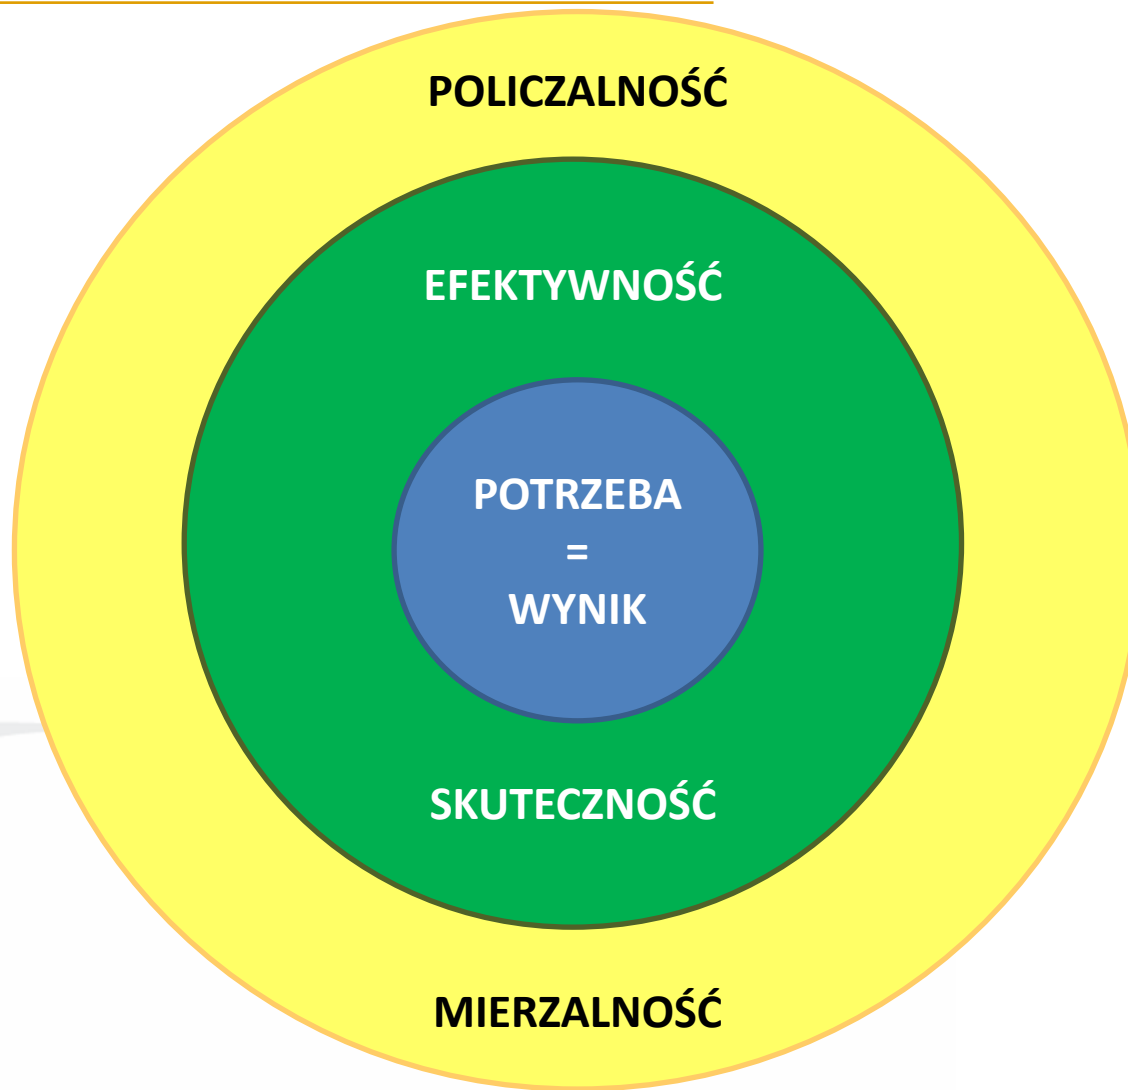 POLICZALNOŚĆ
EFEKTYWNOŚĆ
POTRZEBA
=
WYNIK
SKUTECZNOŚĆ
MIERZALNOŚĆ